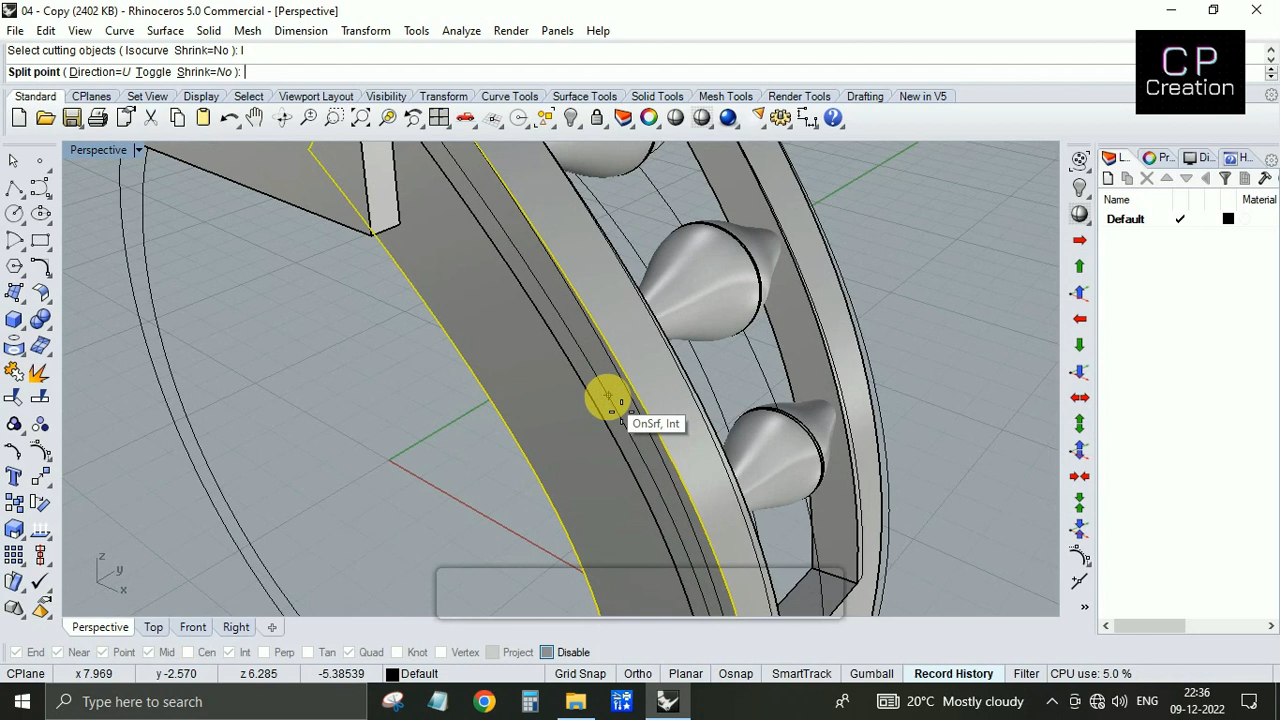 04 - Copy (2402 KB) - Rhinoceros 5.0 Commercial - [Perspective]
File Edit View Curve Surface Solid Mesh Dimension Transform Tools Analyze Render Panels Help
Select cutting objects ( Isocurve Shrink=No ): I
Split point ( Direction=U Toggle Shrink=No ):
CP
Creation
Standard CPlanes Set View Display Select Viewport Layout Visibility Transform Curve Tools Surface Tools Solid Tools Mesh Tools Render Tools Drafting New in V5
Perspective
L... Pr... Di... H...
Name Material
Default
OnSrf, Int
z
y
x
Perspective Top Front Right
End Near Point Mid Cen Int Perp Tan Quad Knot Vertex Project Disable
CPlane x 7.969 y -2.570 z 6.285 -5.38539 Default Grid Snap Ortho Planar Osnap SmartTrack Gumball Record History Filter CPU use: 5.0 %
Type here to search
20°C Mostly cloudy
ENG
22:36
09-12-2022